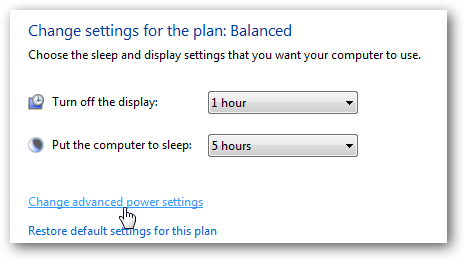 Change settings for the plan: Balanced
Choose the sleep and display settings that you want your computer to use.
Turn off the display: 1 hour
Put the computer to sleep: 5 hours
Change advanced power settings
Restore default settings for this plan